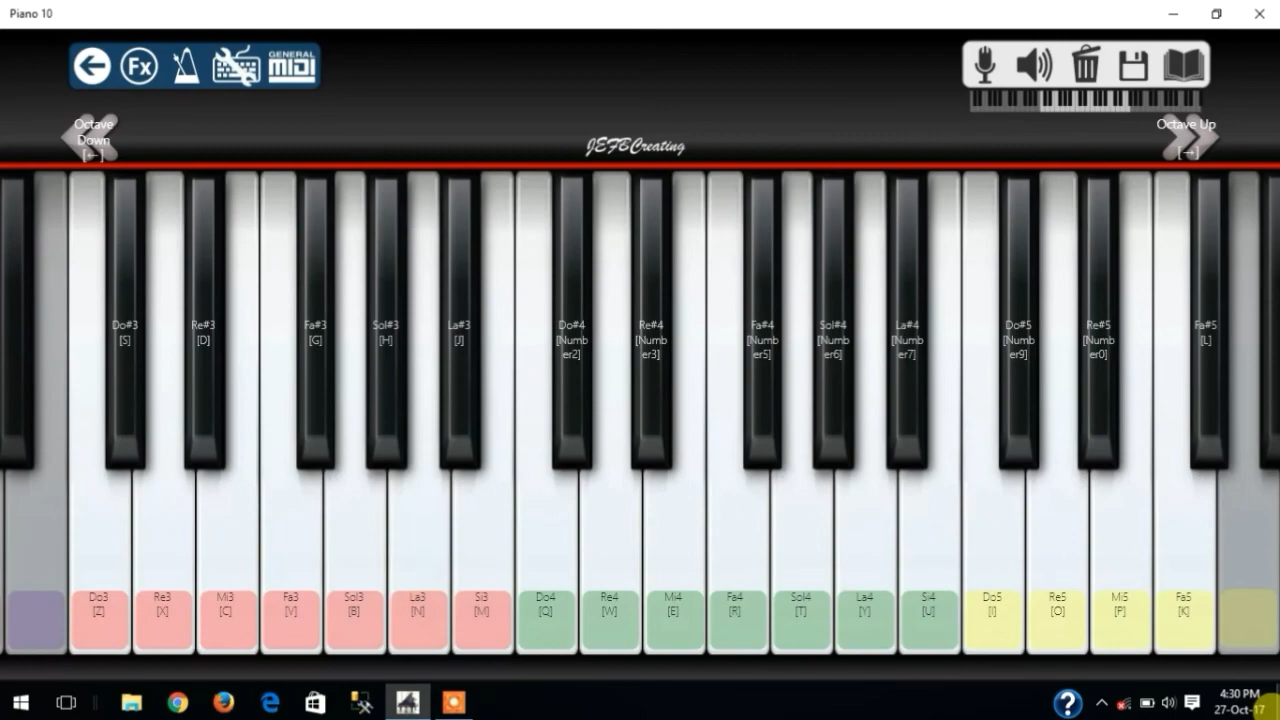 Piano 10
Fx
GENERAL
MIDI
Octave
Down
[←]
JEFBCreating
Octave Up
[→]
Do#3
[S]
Re#3
[D]
Fa#3
[G]
Sol#3
[H]
La#3
[J]
Do#4
[Numb
er2]
Re#4
[Numb
er3]
Fa#4
[Numb
er5]
Sol#4
[Numb
er6]
La#4
[Numb
er7]
Do#5
[Numb
er9]
Re#5
[Numb
er0]
Fa#5
[L]
Do3
[Z]
Re3
[X]
Mi3
[C]
Fa3
[V]
Sol3
[B]
La3
[N]
Si3
[M]
Do4
[Q]
Re4
[W]
Mi4
[E]
Fa4
[R]
Sol4
[T]
La4
[Y]
Si4
[U]
Do5
[I]
Re5
[O]
Mi5
[P]
Fa5
[K]
4:30 PM
27-Oct-17